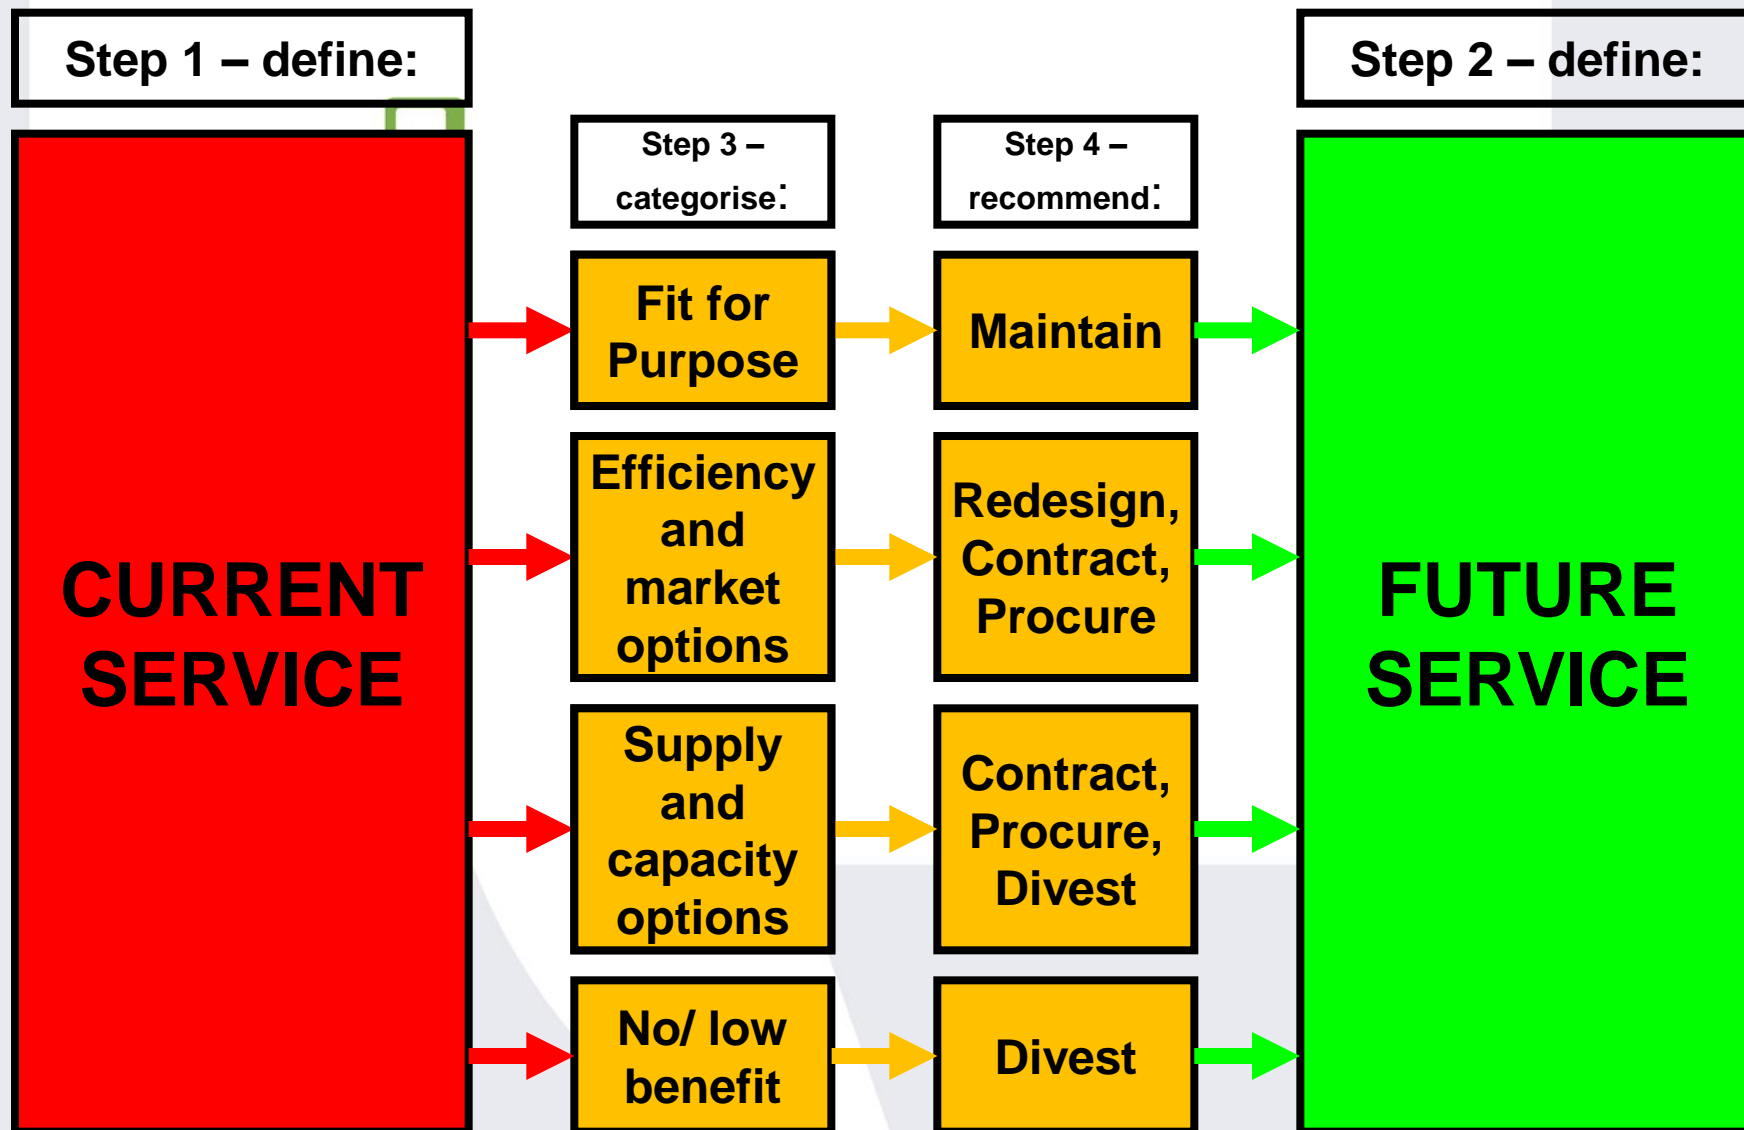 Step 1 – define:
Step 2 – define:
Step 3 –
categorise:
Step 4 –
recommend:
CURRENT
SERVICE
Fit for
Purpose
Maintain
Efficiency
and
market
options
Redesign,
Contract,
Procure
Supply
and
capacity
options
Contract,
Procure,
Divest
No/ low
benefit
Divest
FUTURE
SERVICE